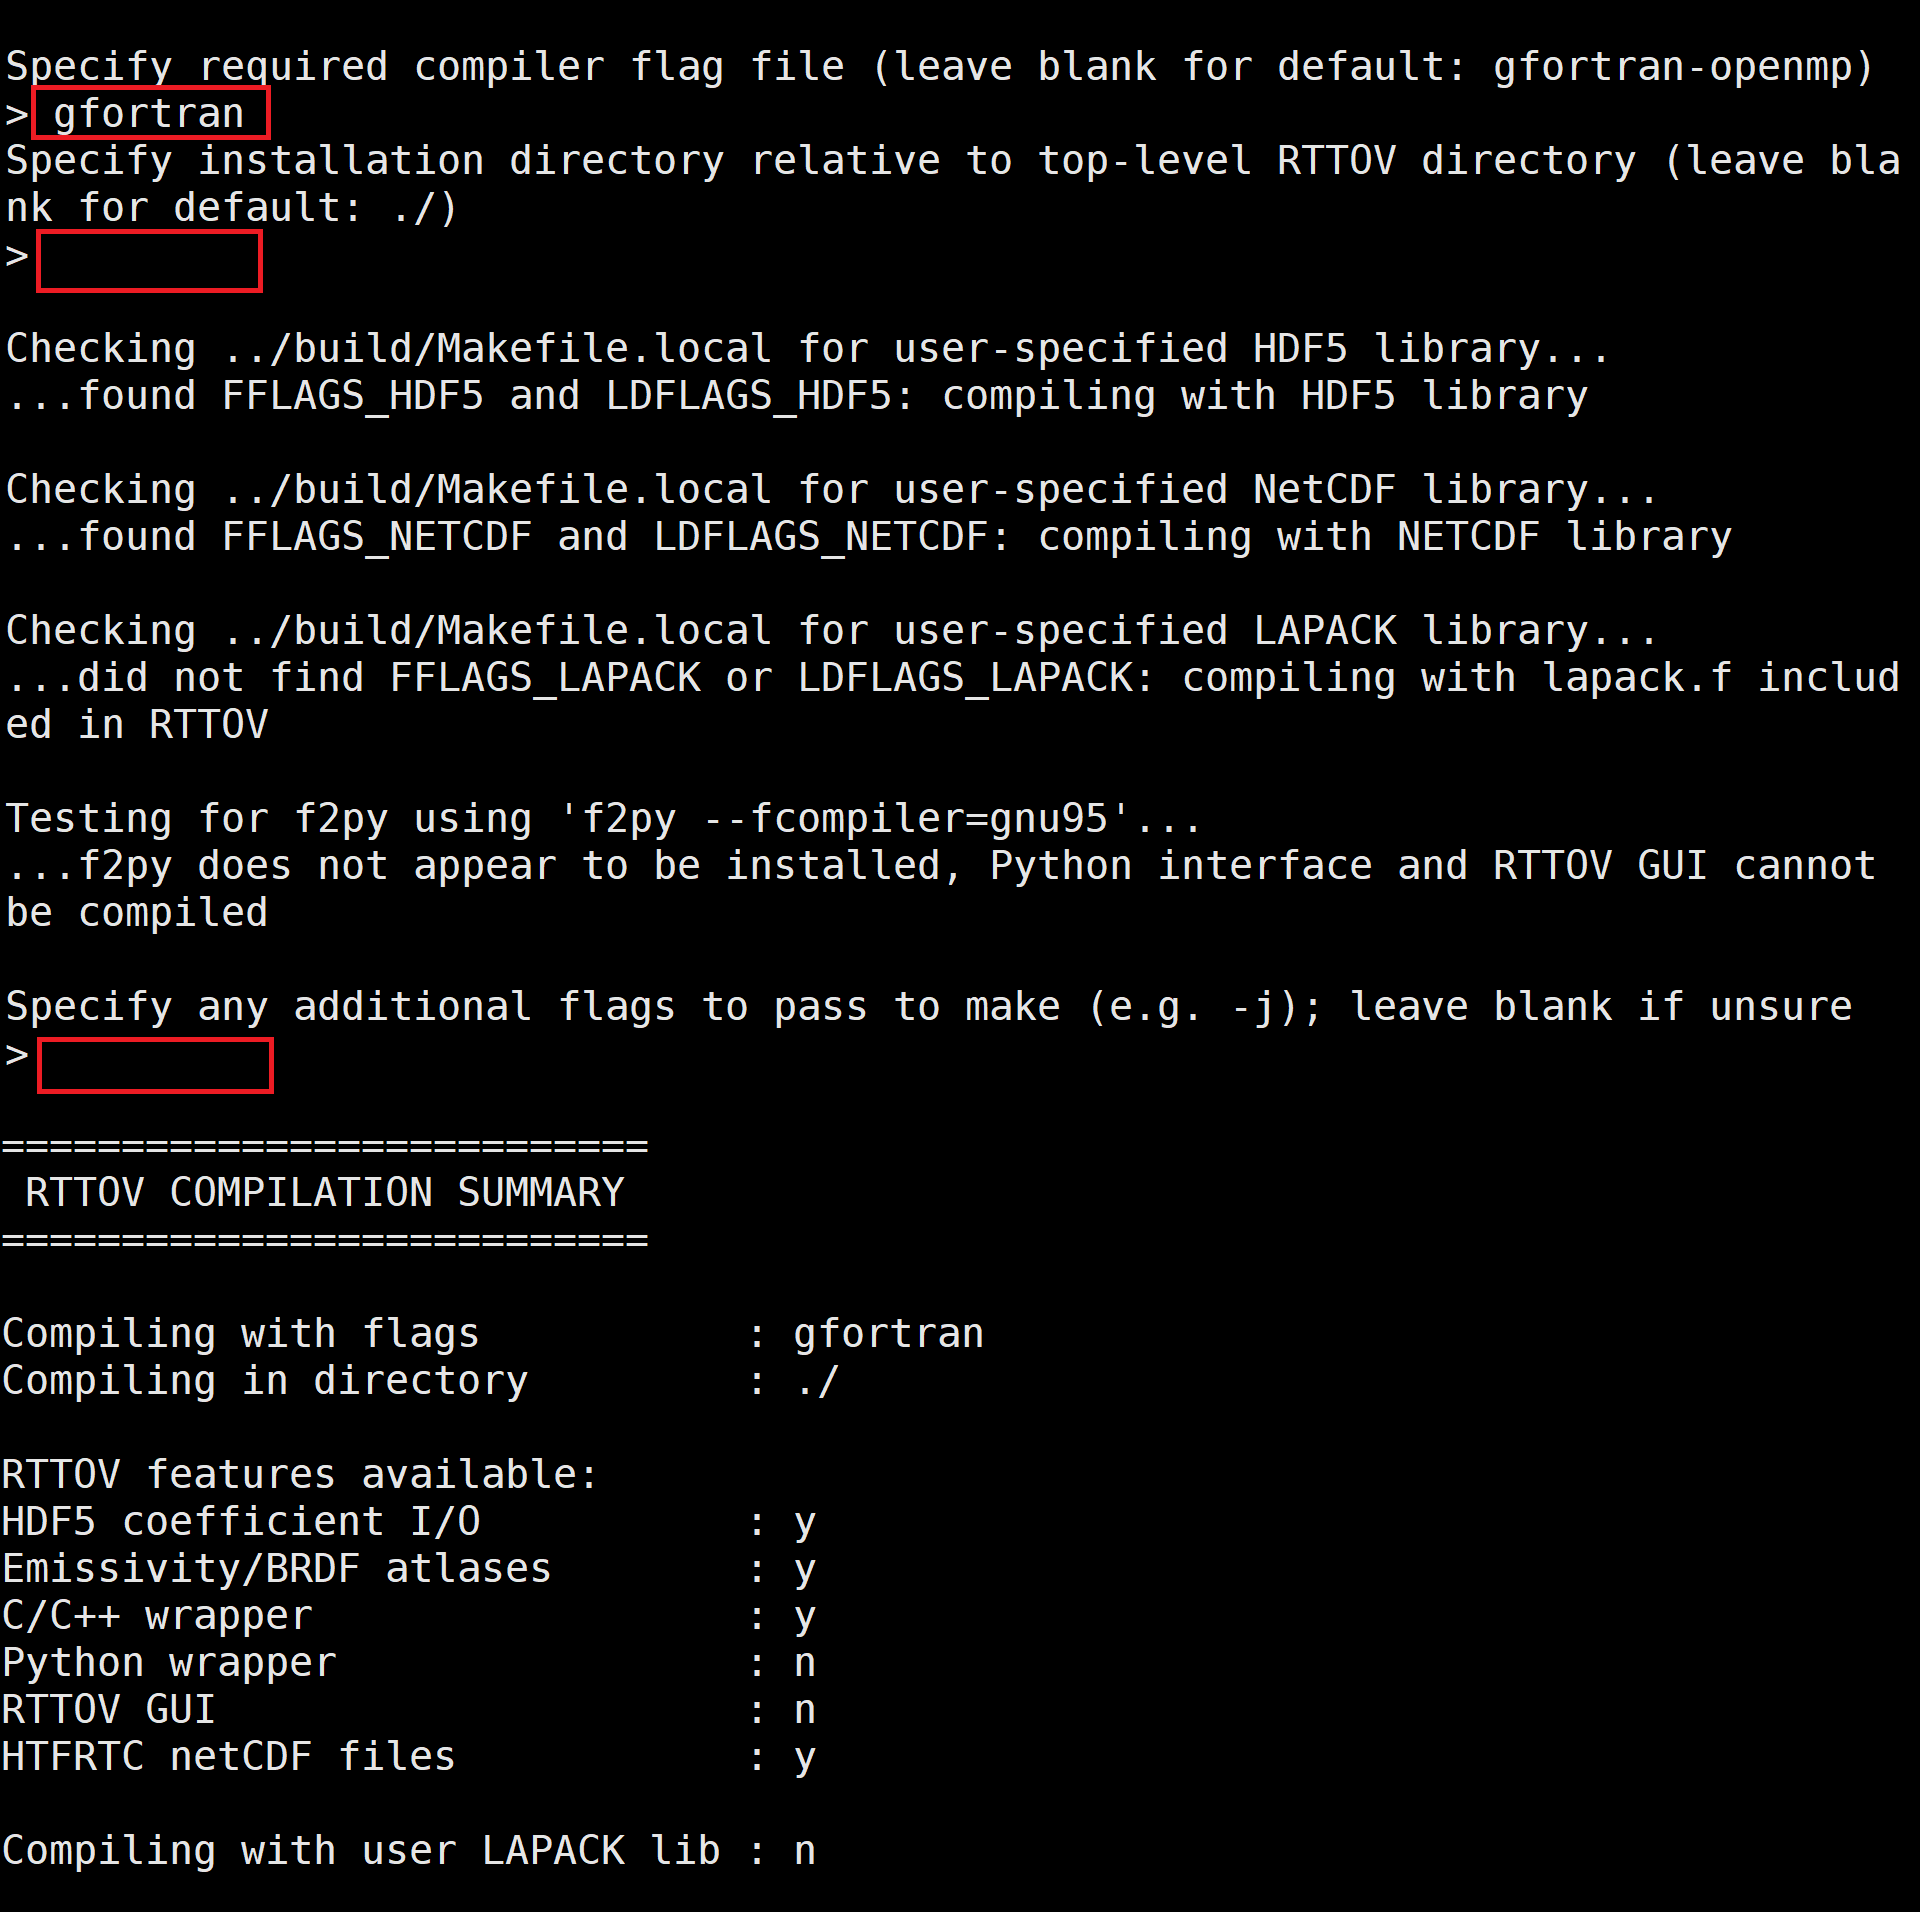 Specify required compiler flag file (leave blank for default: gfortran-openmp)
> gfortran
Specify installation directory relative to top-level RTTOV directory (leave bla
nk for default: ./)
>
Checking ../build/Makefile.local for user-specified HDF5 library...
...found FFLAGS_HDF5 and LDFLAGS_HDF5: compiling with HDF5 library
Checking ../build/Makefile.local for user-specified NetCDF library...
...found FFLAGS_NETCDF and LDFLAGS_NETCDF: compiling with NETCDF library
Checking ../build/Makefile.local for user-specified LAPACK library...
...did not find FFLAGS_LAPACK or LDFLAGS_LAPACK: compiling with lapack.f includ
ed in RTTOV
Testing for f2py using 'f2py --fcompiler=gnu95'...
...f2py does not appear to be installed, Python interface and RTTOV GUI cannot
be compiled
Specify any additional flags to pass to make (e.g. -j); leave blank if unsure
>
===========================
RTTOV COMPILATION SUMMARY
===========================
Compiling with flags : gfortran
Compiling in directory : ./
RTTOV features available:
HDF5 coefficient I/O : y
Emissivity/BRDF atlases : y
C/C++ wrapper : y
Python wrapper : n
RTTOV GUI : n
HTFRTC netCDF files : y
Compiling with user LAPACK lib : n